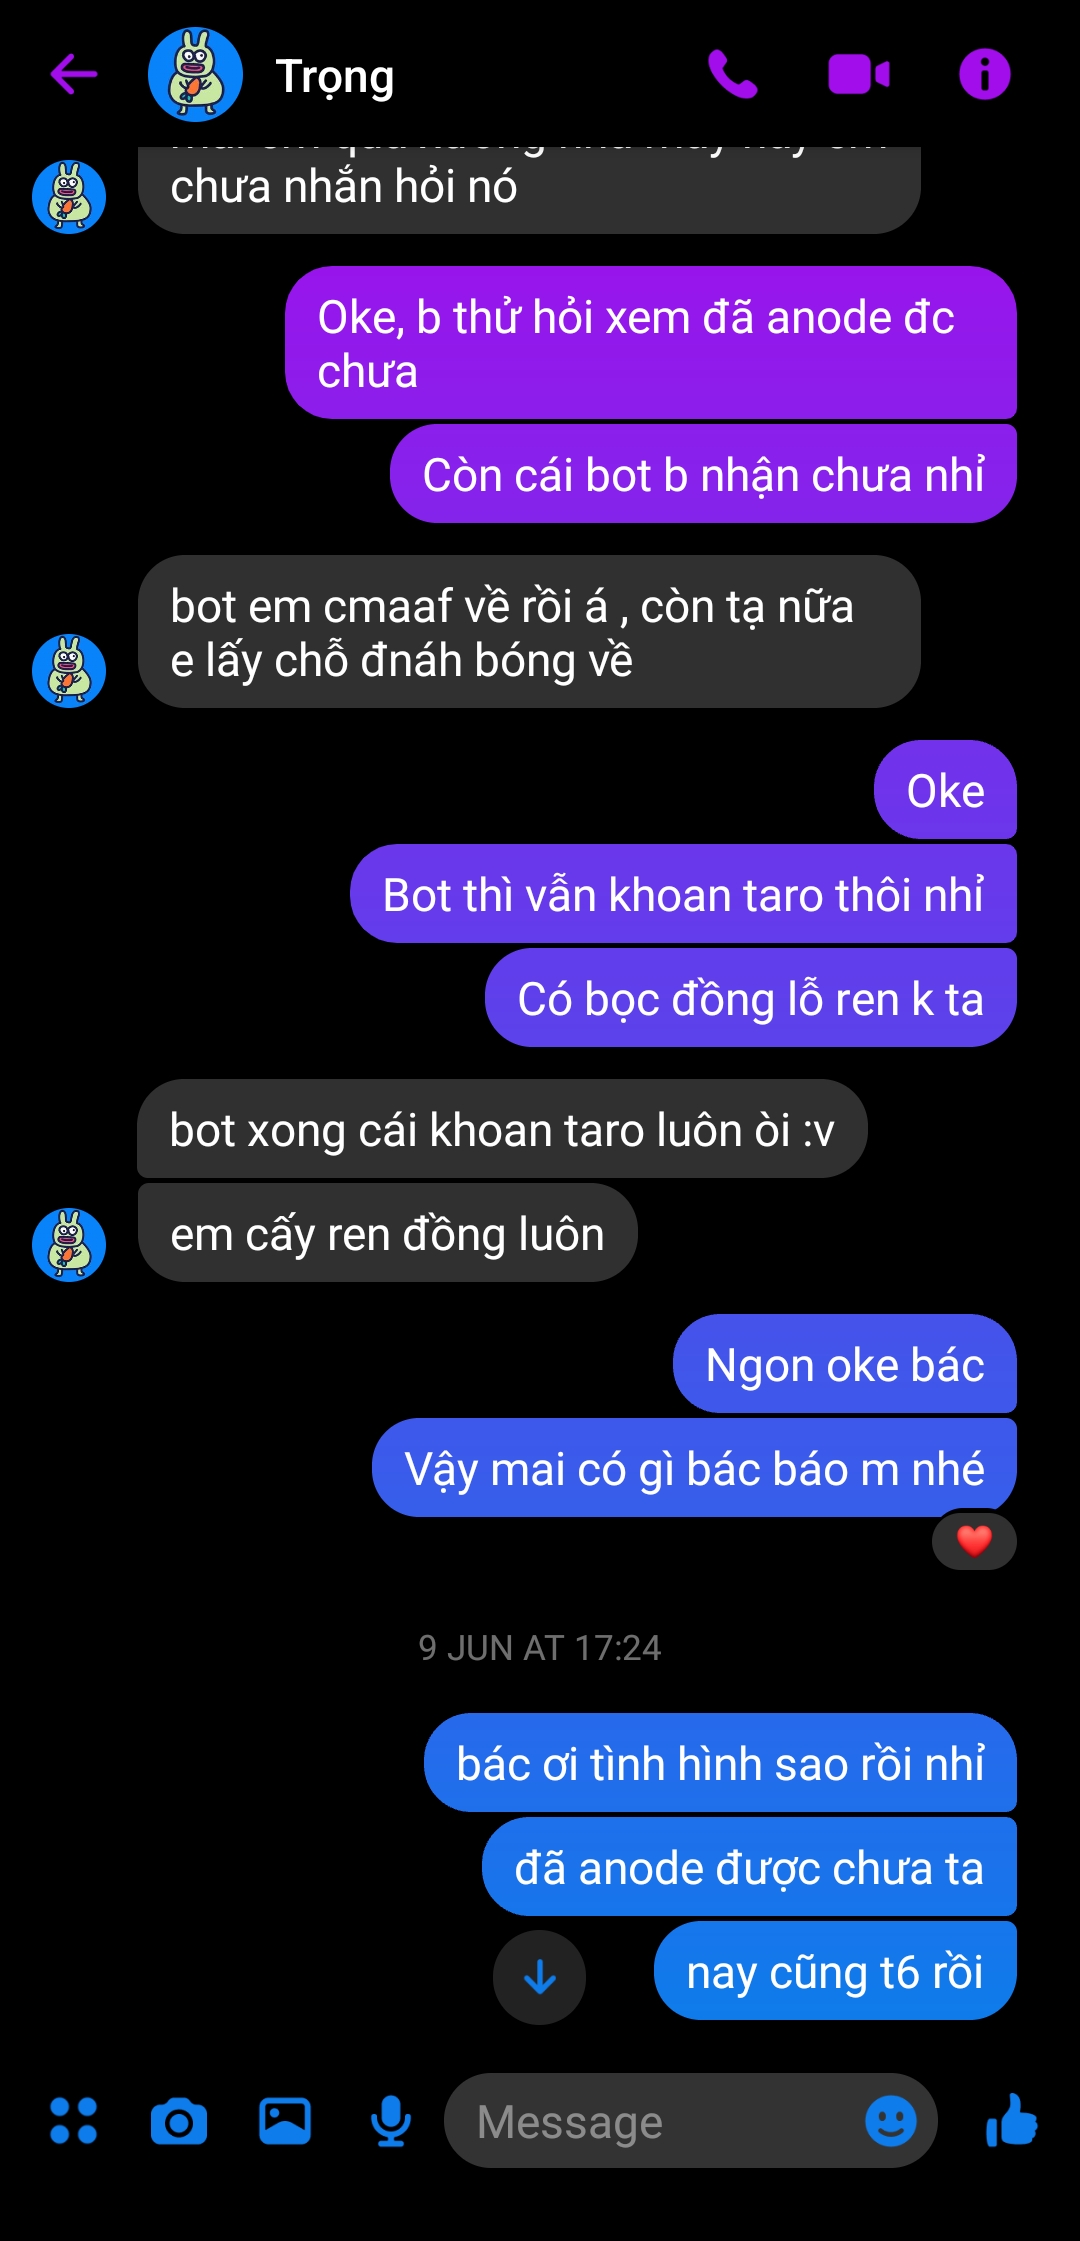 Trọng
chưa nhắn hỏi nó
Oke, b thử hỏi xem đã anode đc
chưa
Còn cái bot b nhận chưa nhỉ
bot em cmaaf về rồi á , còn tạ nữa
e lấy chỗ đnáh bóng về
Oke
Bot thì vẫn khoan taro thôi nhỉ
Có bọc đồng lỗ ren k ta
bot xong cái khoan taro luôn òi :v
em cấy ren đồng luôn
Ngon oke bác
Vậy mai có gì bác báo m nhé
❤️
9 JUN AT 17:24
bác ơi tình hình sao rồi nhỉ
đã anode được chưa ta
nay cũng t6 rồi
Message